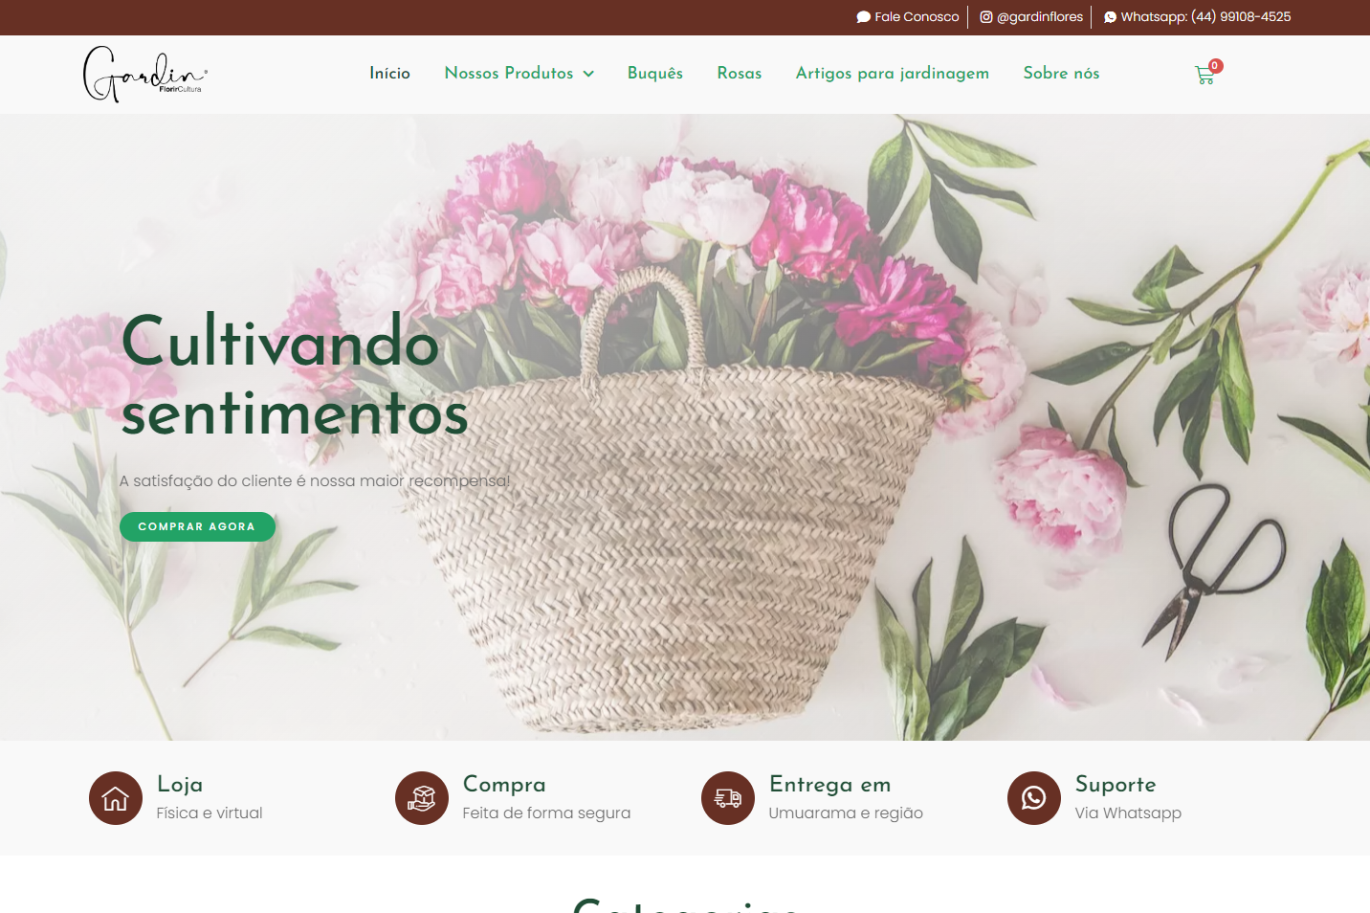 Fale Conosco
@gardinflores
Whatsapp: (44) 99108-4525
Gardin
FlorirCultura
Início
Nossos Produtos
Buquês
Rosas
Artigos para jardinagem
Sobre nós
0
Cultivando
sentimentos
A satisfação do cliente é nossa maior recompensa!
COMPRAR AGORA
Loja
Física e virtual
Compra
Feita de forma segura
Entrega em
Umuarama e região
Suporte
Via Whatsapp
Categorias